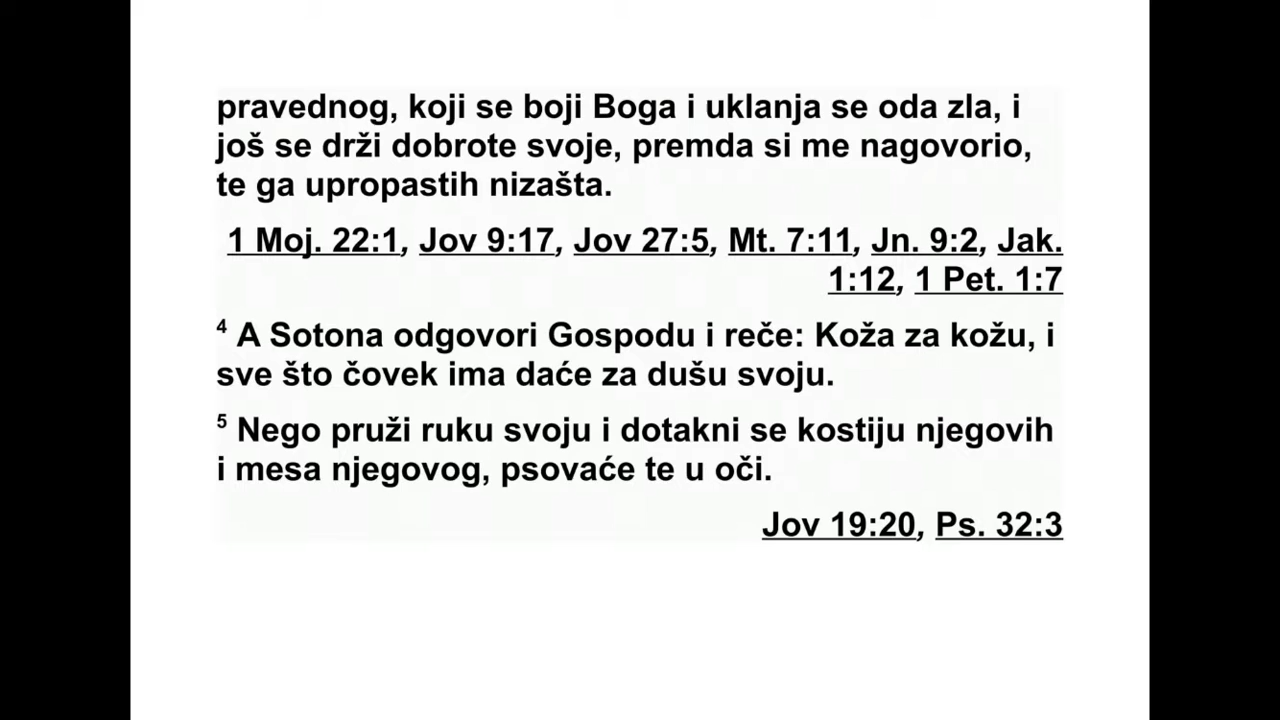 pravednog, koji se boji Boga i uklanja se oda zla, i
još se drži dobrote svoje, premda si me nagovorio,
te ga upropastih nizašta.
1 Moj. 22:1, Jov 9:17, Jov 27:5, Mt. 7:11, Jn. 9:2, Jak.
1:12, 1 Pet. 1:7
4 A Sotona odgovori Gospodu i reče: Koža za kožu, i
sve što čovek ima daće za dušu svoju.
5 Nego pruži ruku svoju i dotakni se kostiju njegovih
i mesa njegovog, psovaće te u oči.
Jov 19:20, Ps. 32:3